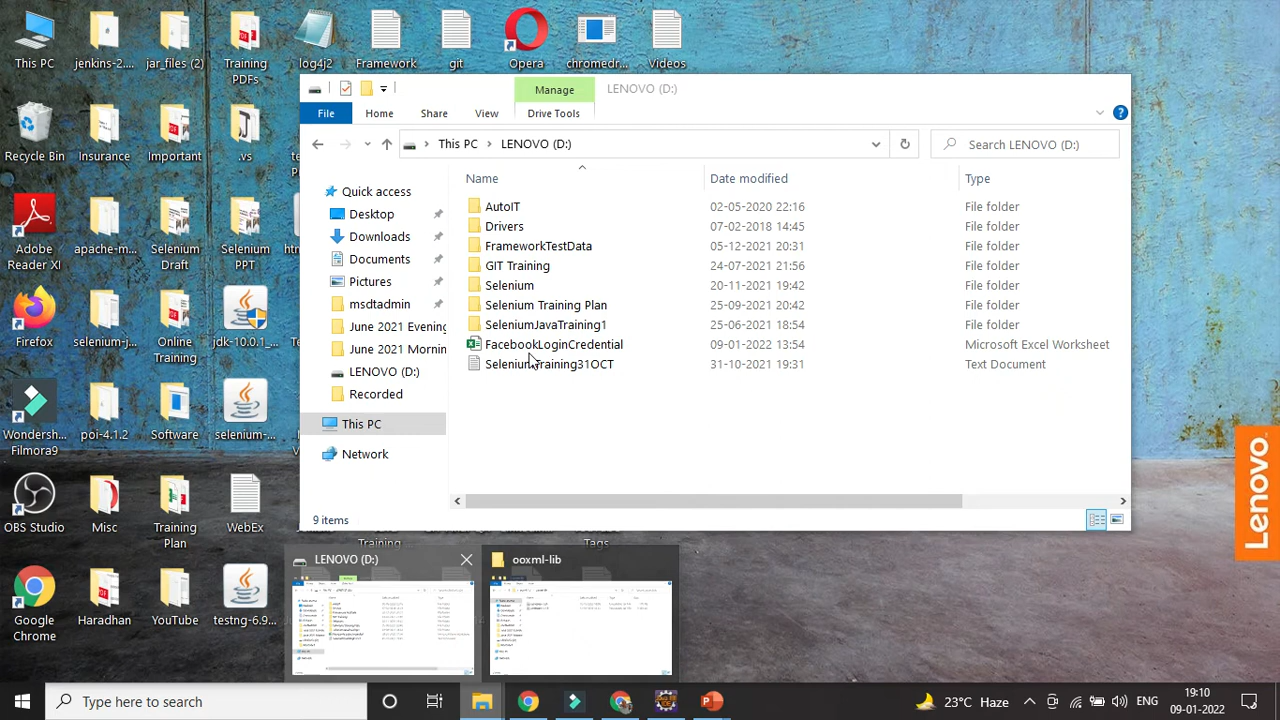 This PC
jenkins-2....
jar_files (2)
Training PDFs
log4j2
Framework
git
Opera
chromedr...
Videos
Recycle Bin
Insurance
Important
.vs
Adobe Reader XI
apache-m...
Selenium Draft
Selenium PPT
Firefox
selenium-j...
Online Training
jdk-10.0.1_...
Wondersh... Filmora9
poi-4.1.2
Software
selenium-...
OBS Studio
Misc
Training Plan
WebEx
Training
Tags
Google Chrome
Manage
LENOVO (D:)
File
Home
Share
View
Drive Tools
This PC
LENOVO (D:)
Search LENOVO (D:)
Quick access
Desktop
Downloads
Documents
Pictures
msdtadmin
June 2021 Evening
June 2021 Mornin
LENOVO (D:)
Recorded
This PC
Network
Name
Date modified
Type
AutoIT 02-05-2020 22:16 File folder
Drivers 07-02-2018 14:45 File folder
FrameworkTestData 05-12-2021 20:31 File folder
GIT Training 24-07-2021 21:56 File folder
Selenium 20-11-2021 19:42 File folder
Selenium Training Plan 25-09-2021 20:42 File folder
SeleniumJavaTraining1 25-06-2021 18:54 File folder
FacebookLoginCredential 09-01-2022 13:54 Microsoft Excel Worksheet
SeleniumTraining31OCT 31-10-2021 19:31 Text Document
9 items
Lenovo
LENOVO (D:)
ooxml-lib
Type here to search
23°C Haze
ENG
19:10
09-01-2022